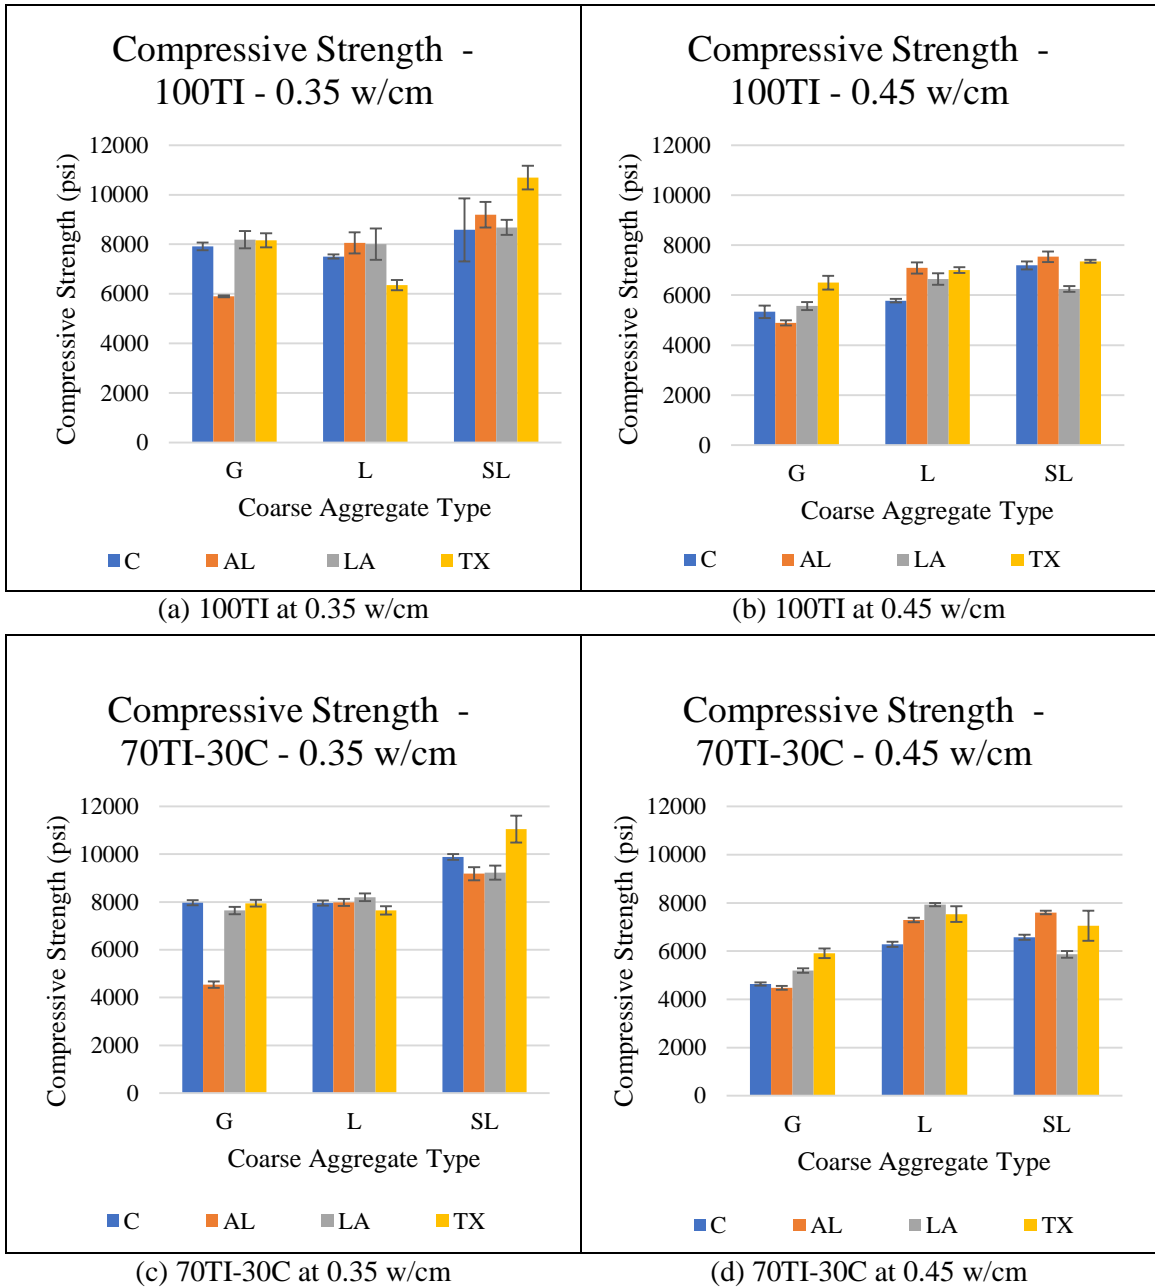 Compressive Strength -
100TI - 0.35 w/cm
Compressive Strength (psi)
12000
10000
8000
6000
4000
2000
0
G L SL
Coarse Aggregate Type
C AL LA TX
(a) 100TI at 0.35 w/cm
Compressive Strength -
100TI - 0.45 w/cm
Compressive Strength (psi)
12000
10000
8000
6000
4000
2000
0
G L SL
Coarse Aggregate Type
C AL LA TX
(b) 100TI at 0.45 w/cm
Compressive Strength -
70TI-30C - 0.35 w/cm
Compressive Strength (psi)
12000
10000
8000
6000
4000
2000
0
G L SL
Coarse Aggregate Type
C AL LA TX
(c) 70TI-30C at 0.35 w/cm
Compressive Strength -
70TI-30C - 0.45 w/cm
Compressive Strength (psi)
12000
10000
8000
6000
4000
2000
0
G L SL
Coarse Aggregate Type
C AL LA TX
(d) 70TI-30C at 0.45 w/cm